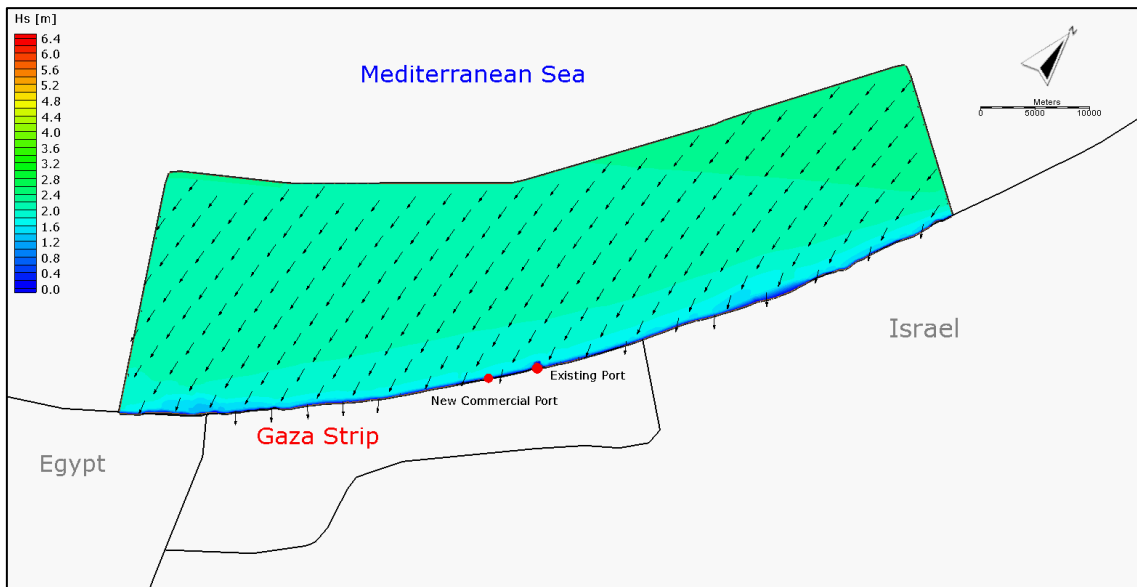 Hs [m]
6.4
6.0
5.6
5.2
4.8
4.4
4.0
3.6
3.2
2.8
2.4
2.0
1.6
1.2
0.8
0.4
0.0
Mediterranean Sea
N
Meters
0 5000 10000
Israel
Existing Port
New Commercial Port
Gaza Strip
Egypt